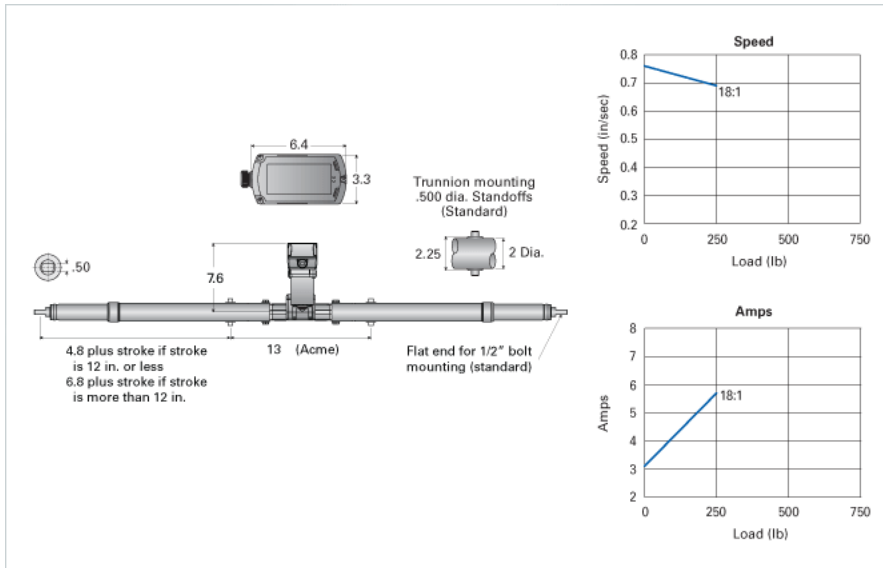 6.4
3.3
Trunnion mounting
.500 dia. Standoffs
(Standard)
2.25
2 Dia.
.50
7.6
4.8 plus stroke if stroke
is 12 in. or less
6.8 plus stroke if stroke
is more than 12 in.
13 (Acme)
Flat end for 1/2" bolt
mounting (standard)
Speed
Speed (in/sec)
0.8
0.7
0.6
0.5
0.4
0.3
0.2
18:1
0 250 500 750
Load (lb)
Amps
Amps
8
7
6
5
4
3
2
18:1
0 250 500 750
Load (lb)